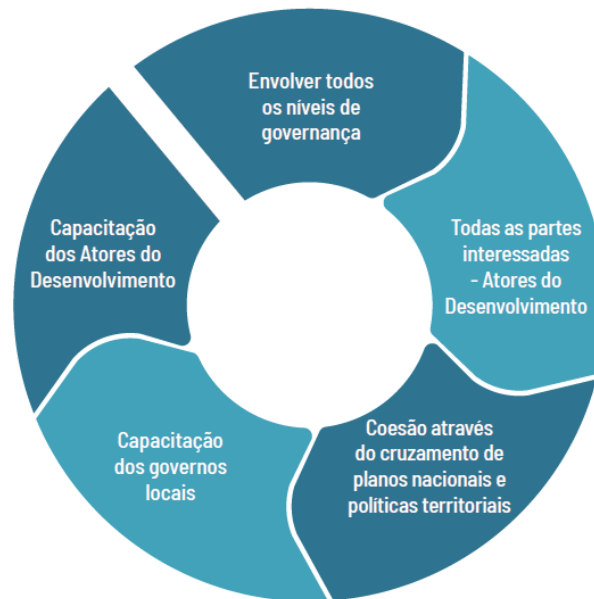 Envolver todos
os níveis de
governança
Todas as partes
interessadas
- Atores do
Desenvolvimento
Coesão através
do cruzamento de
planos nacionais e
políticas territoriais
Capacitação
dos governos
locais
Capacitação
dos Atores do
Desenvolvimento